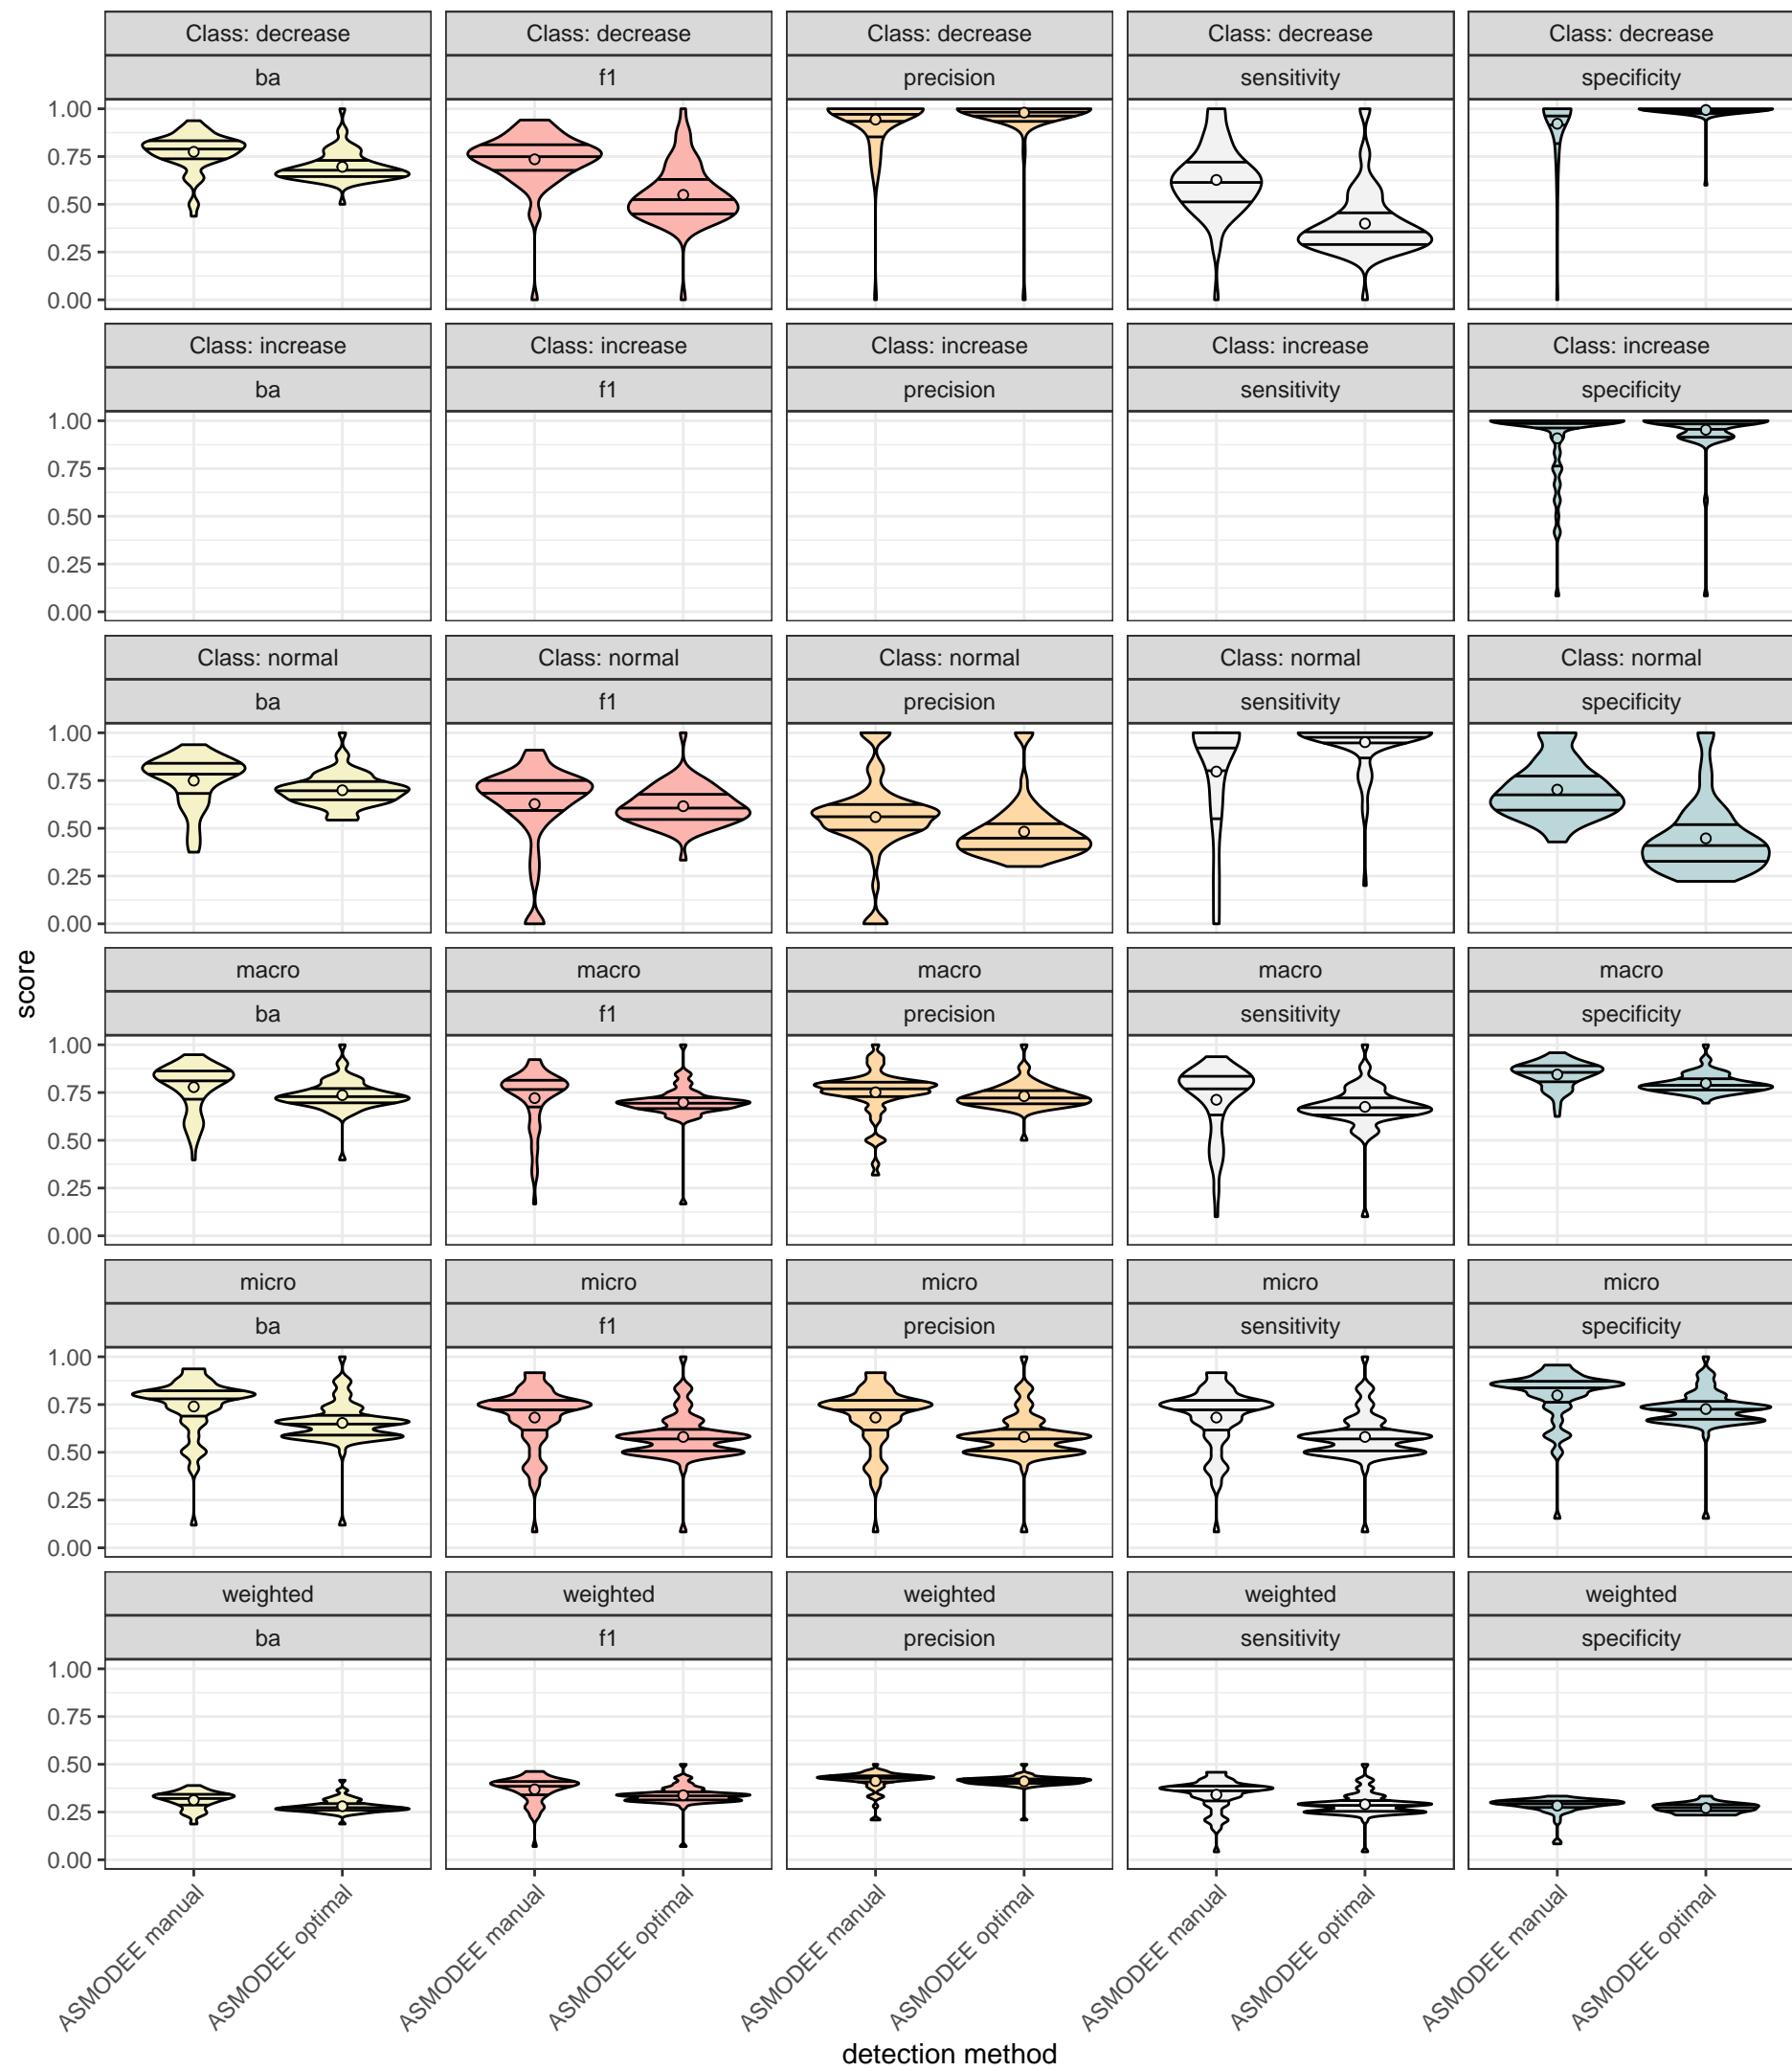 Class: decrease Class: decrease Class: decrease Class: decrease Class: decrease
ba f1 precision sensitivity specificity
1.00
0.75
0.50
0.25
0.00
Class: increase Class: increase Class: increase Class: increase Class: increase
ba f1 precision sensitivity specificity
1.00
0.75
0.50
0.25
0.00
Class: normal Class: normal Class: normal Class: normal Class: normal
ba f1 precision sensitivity specificity
1.00
0.75
0.50
0.25
0.00
score
macro macro macro macro macro
ba f1 precision sensitivity specificity
1.00
0.75
0.50
0.25
0.00
micro micro micro micro micro
ba f1 precision sensitivity specificity
1.00
0.75
0.50
0.25
0.00
weighted weighted weighted weighted weighted
ba f1 precision sensitivity specificity
1.00
0.75
0.50
0.25
0.00
ASMODEE manual ASMODEE optimal ASMODEE manual ASMODEE optimal ASMODEE manual ASMODEE optimal ASMODEE manual ASMODEE optimal ASMODEE manual ASMODEE optimal
detection method